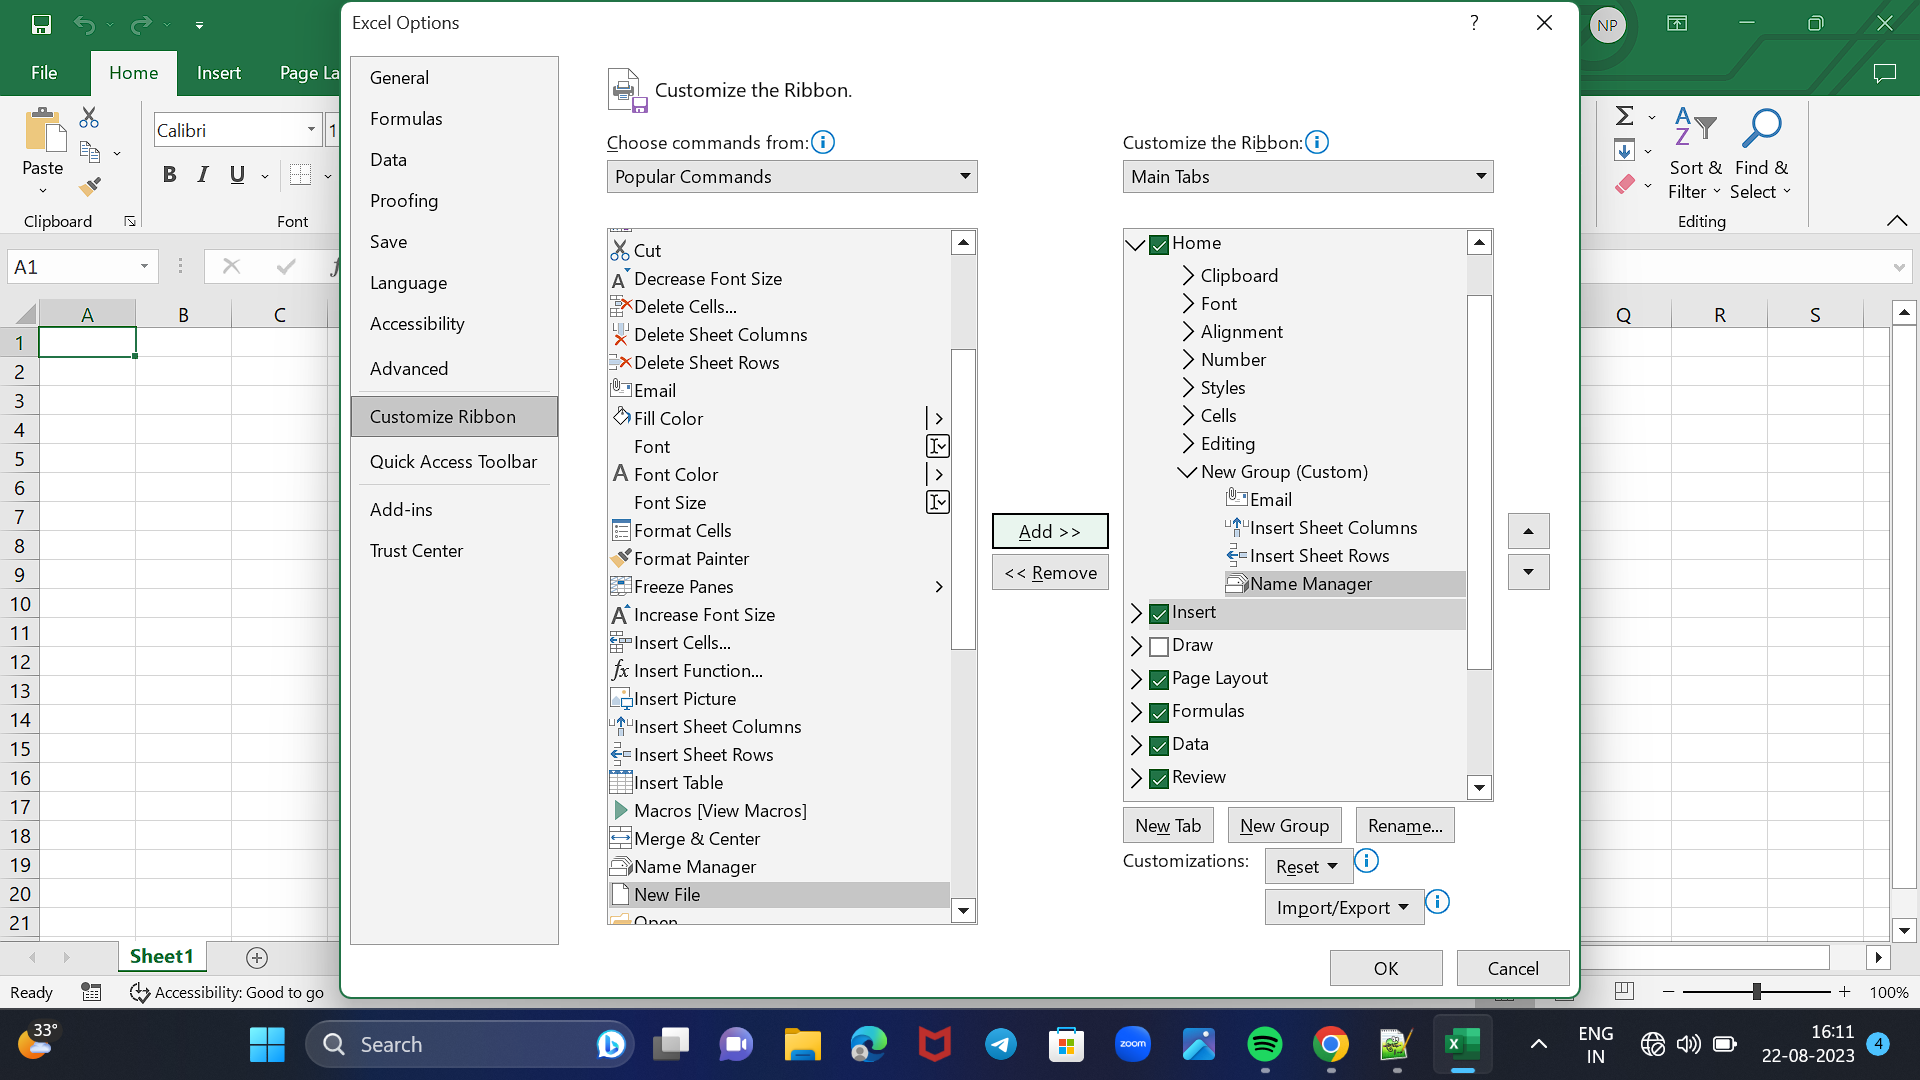 Excel Options
?
NP
File
Home
Insert
Page La
Paste
Clipboard
Calibri
1
B I U
Font
Sort &
Filter
Find &
Select
Editing
A1
A B C
Q R S
1
2
3
4
5
6
7
8
9
10
11
12
13
14
15
16
17
18
19
20
21
General
Formulas
Data
Proofing
Save
Language
Accessibility
Advanced
Customize Ribbon
Quick Access Toolbar
Add-ins
Trust Center
Customize the Ribbon.
Choose commands from:
Popular Commands
Cut
Decrease Font Size
Delete Cells...
Delete Sheet Columns
Delete Sheet Rows
Email
Fill Color
Font
Font Color
Font Size
Format Cells
Format Painter
Freeze Panes
Increase Font Size
Insert Cells...
Insert Function...
Insert Picture
Insert Sheet Columns
Insert Sheet Rows
Insert Table
Macros [View Macros]
Merge & Center
Name Manager
New File
Open
Add >>
<< Remove
Customize the Ribbon:
Main Tabs
Home
Clipboard
Font
Alignment
Number
Styles
Cells
Editing
New Group (Custom)
Email
Insert Sheet Columns
Insert Sheet Rows
Name Manager
Insert
Draw
Page Layout
Formulas
Data
Review
New Tab
New Group
Rename...
Customizations:
Reset
Import/Export
OK
Cancel
Sheet1
Ready
Accessibility: Good to go
100%
33°
Search
zoom
ENG
IN
16:11
22-08-2023
4